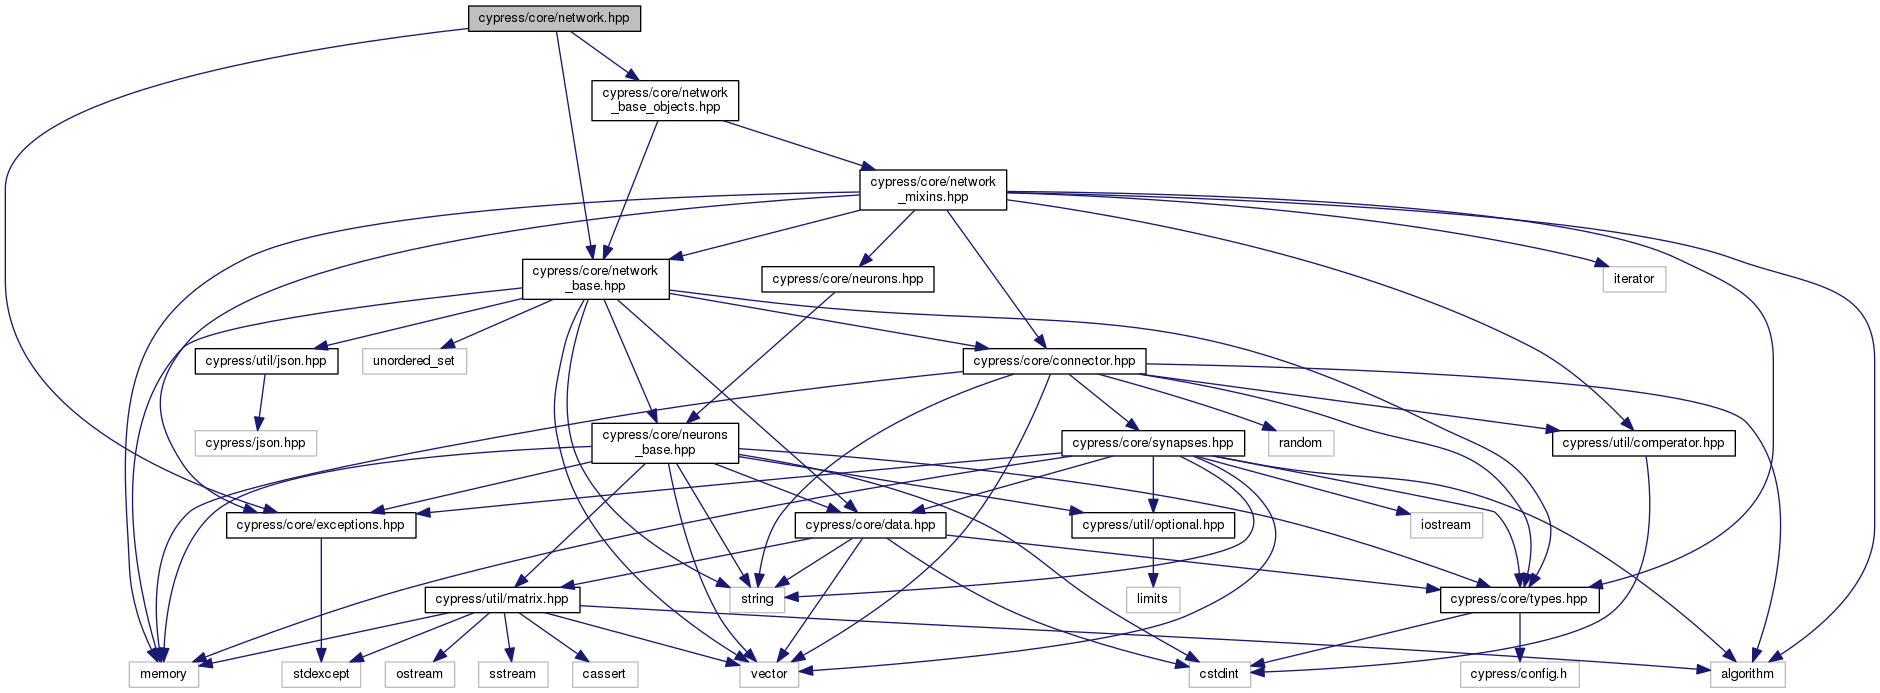 cypress/core/network.hpp
cypress/core/network
_base_objects.hpp
cypress/core/network
_mixins.hpp
cypress/core/network
_base.hpp
cypress/core/neurons.hpp
iterator
cypress/util/json.hpp
unordered_set
cypress/core/connector.hpp
cypress/json.hpp
cypress/core/neurons
_base.hpp
cypress/core/synapses.hpp
random
cypress/util/comperator.hpp
cypress/core/exceptions.hpp
cypress/core/data.hpp
cypress/util/optional.hpp
iostream
cypress/util/matrix.hpp
string
limits
cypress/core/types.hpp
memory
stdexcept
ostream
sstream
cassert
vector
cstdint
cypress/config.h
algorithm